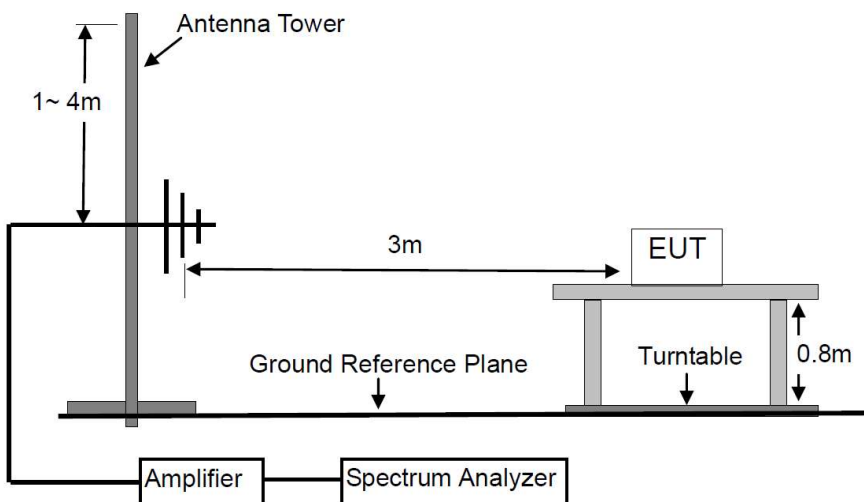 Antenna Tower
1~ 4m
3m
EUT
Ground Reference Plane
Turntable
0.8m
Amplifier
Spectrum Analyzer